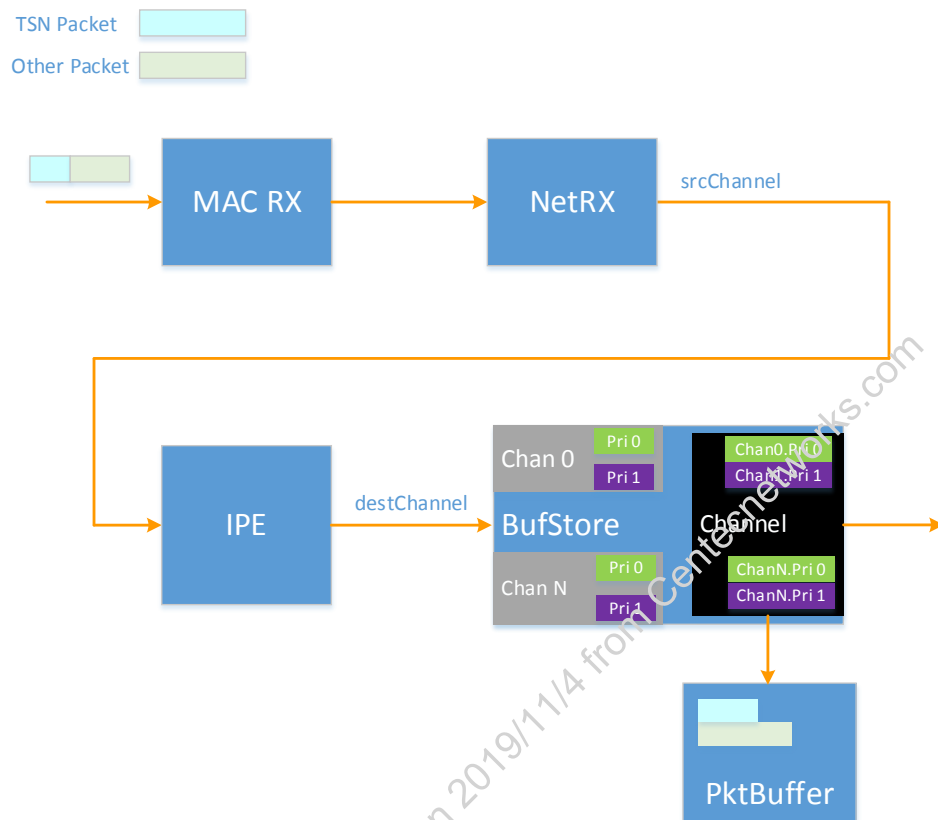 TSN Packet
Other Packet
MAC RX
NetRX
srcChannel
IPE
destChannel
Chan 0
Pri 0
Pri 1
BufStore
Chan N
Pri 0
Pri 1
Channel
Chan0.Pri 0
Chan1.Pri 1
ChanN.Pri 0
ChanN.Pri 1
PktBuffer
n 2019/11/4 from Centecnetworks.com